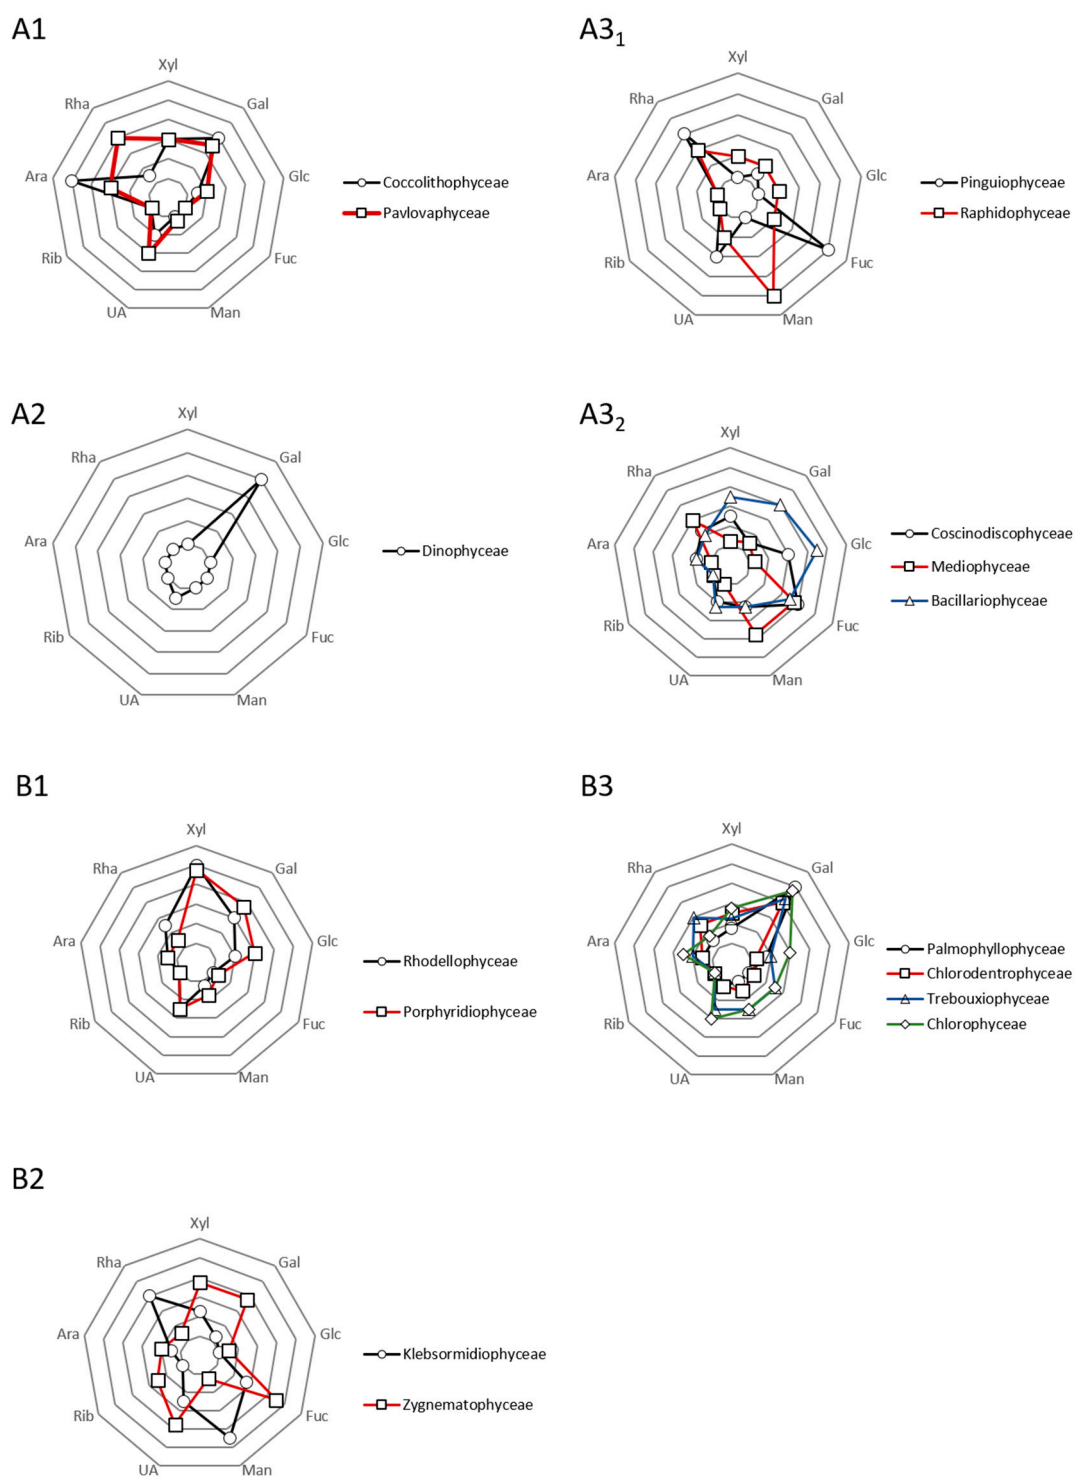 A1
Xyl
Gal
Glc
Fuc
Man
UA
Rib
Ara
Rha
Coccolithophyceae
Pavlovaphyceae
A3₁
Xyl
Gal
Glc
Fuc
Man
UA
Rib
Ara
Rha
Pinguiophyceae
Raphidophyceae
A2
Xyl
Gal
Glc
Fuc
Man
UA
Rib
Ara
Rha
Dinophyceae
A3₂
Xyl
Gal
Glc
Fuc
Man
UA
Rib
Ara
Rha
Coscinodiscophyceae
Mediophyceae
Bacillariophyceae
B1
Xyl
Gal
Glc
Fuc
Man
UA
Rib
Ara
Rha
Rhodellophyceae
Porphyridiophyceae
B3
Xyl
Gal
Glc
Fuc
Man
UA
Rib
Ara
Rha
Palmophyllophyceae
Chlorodentrophyceae
Trebouxiophyceae
Chlorophyceae
B2
Xyl
Gal
Glc
Fuc
Man
UA
Rib
Ara
Rha
Klebsormidiophyceae
Zygnematophyceae